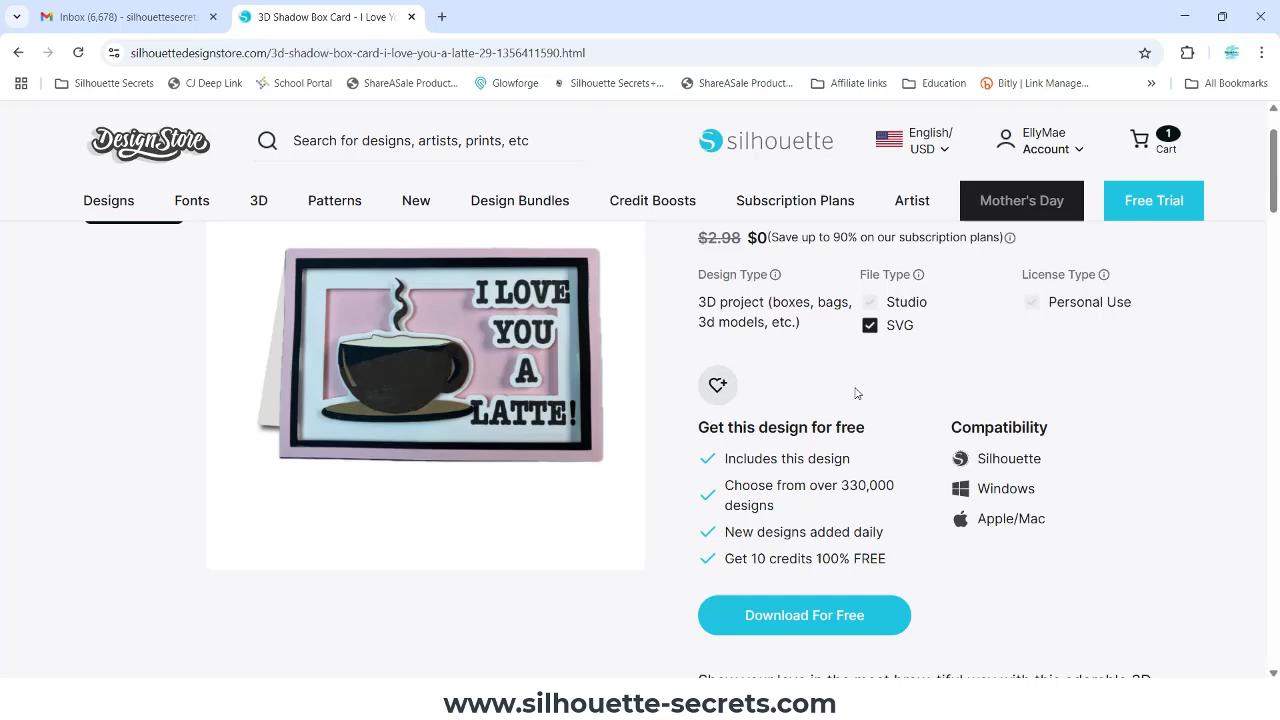 Inbox (6,678) - silhouettesecret
3D Shadow Box Card - I Love Yo
silhouettedesignstore.com/3d-shadow-box-card-i-love-you-a-latte-29-1356411590.html
Silhouette Secrets
CJ Deep Link
School Portal
ShareASale Produc...
Glowforge
Silhouette Secrets+...
ShareASale Produc...
Affiliate links
Education
Bitly | Link Manage...
All Bookmarks
DesignStore
Search for designs, artists, prints, etc
silhouette
English/
USD
EllyMae
Account
1
Cart
Designs
Fonts
3D
Patterns
New
Design Bundles
Credit Boosts
Subscription Plans
Artist
Mother's Day
Free Trial
I LOVE
YOU
A
LATTE!
$2.98 $0(Save up to 90% on our subscription plans)
Design Type
File Type
License Type
3D project (boxes, bags,
3d models, etc.)
Studio
SVG
Personal Use
Get this design for free
Includes this design
Choose from over 330,000
designs
New designs added daily
Get 10 credits 100% FREE
Compatibility
Silhouette
Windows
Apple/Mac
Download For Free
www.silhouette-secrets.com